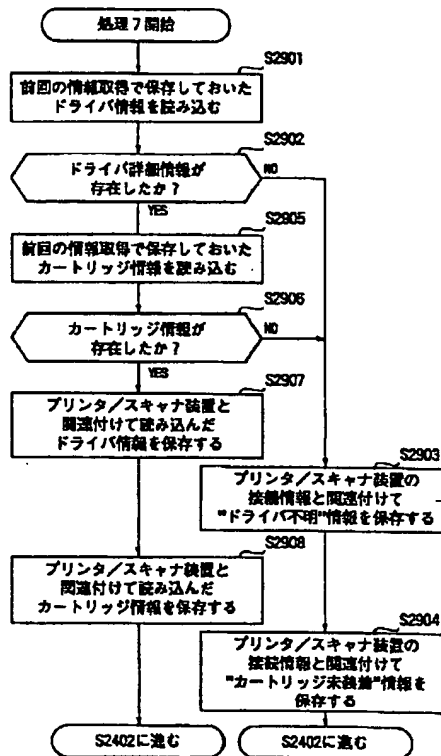 処理7開始
S2901
前回の情報取得で保存しておいた
ドライバ情報を読み込む
S2902
ドライバ詳細情報が
存在したか?
NO
YES
S2905
前回の情報取得で保存しておいた
カートリッジ情報を読み込む
S2906
カートリッジ情報が
存在したか?
NO
YES
S2907
プリンタ/スキャナ装置と
関連付けて読み込んだ
ドライバ情報を保存する
S2903
プリンタ/スキャナ装置の
接続情報と関連付けて
"ドライバ不明"情報を保存する
S2908
プリンタ/スキャナ装置と
関連付けて読み込んだ
カートリッジ情報を保存する
S2904
プリンタ/スキャナ装置の
接続情報と関連付けて
"カートリッジ未装着"情報を
保存する
S2402に進む
S2402に進む